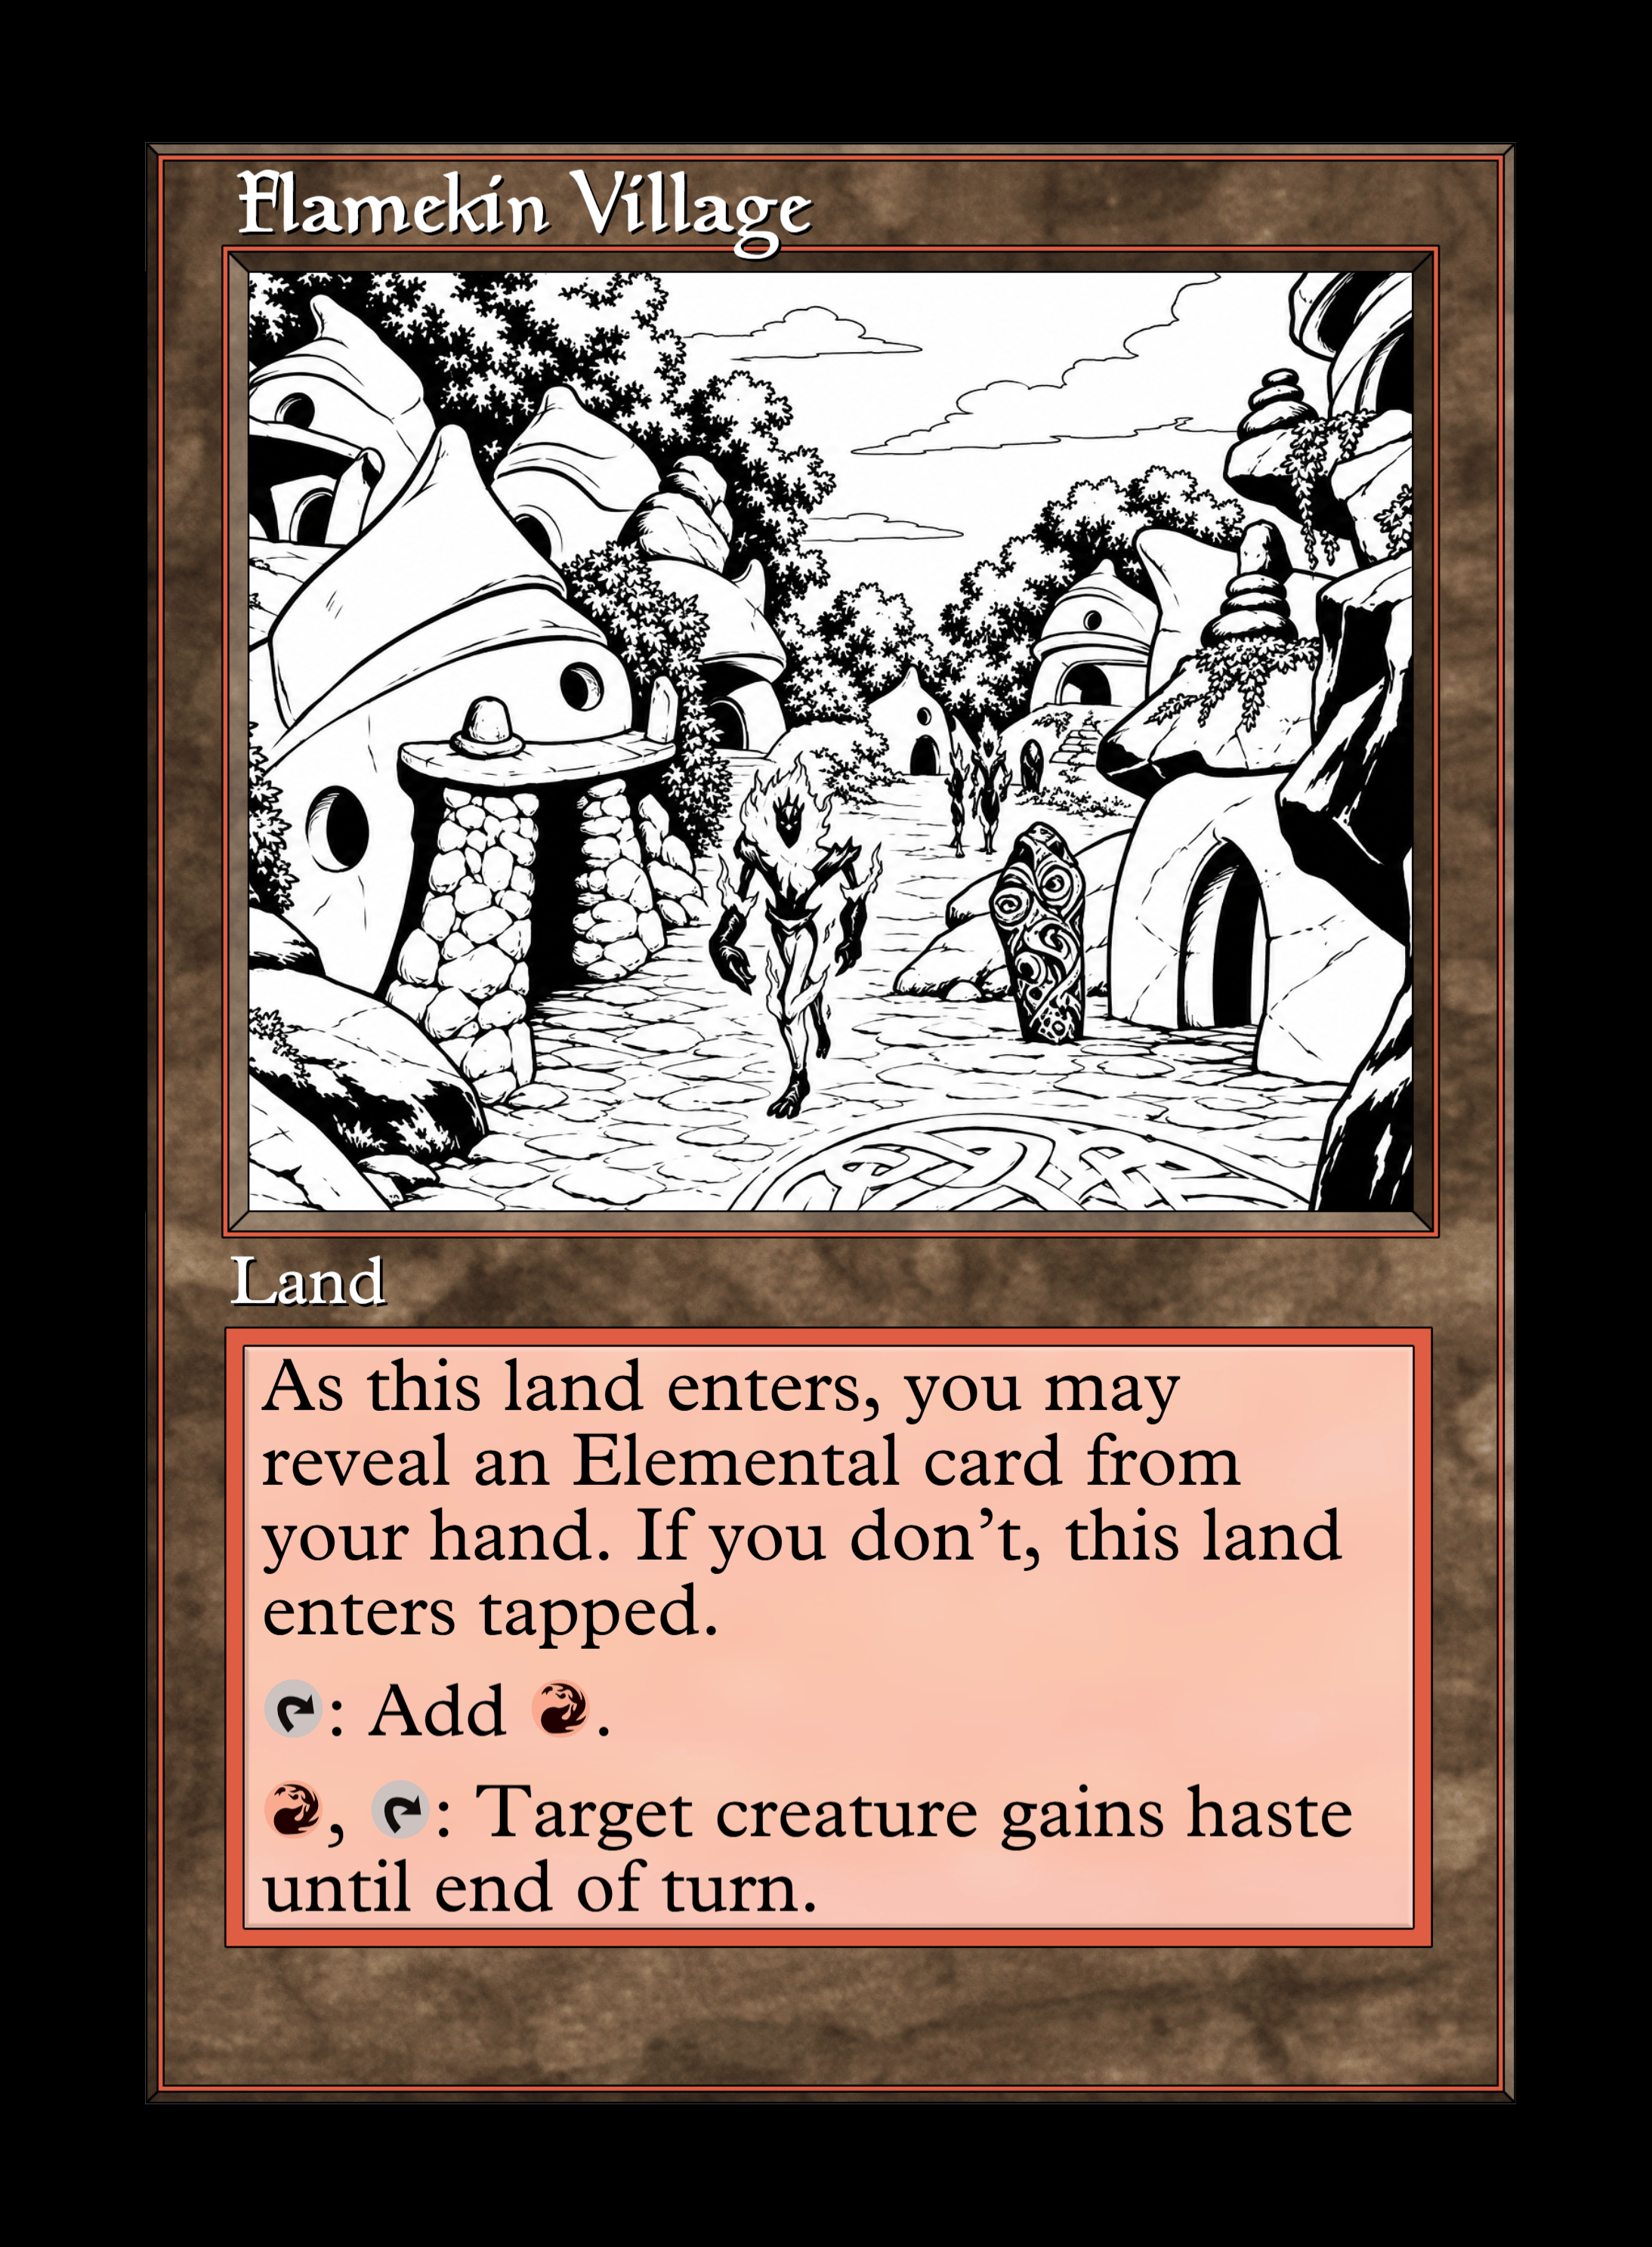 Flamekin Village
Land
As this land enters, you may
reveal an Elemental card from
your hand. If you don't, this land
enters tapped.
: Add .
, : Target creature gains haste
until end of turn.